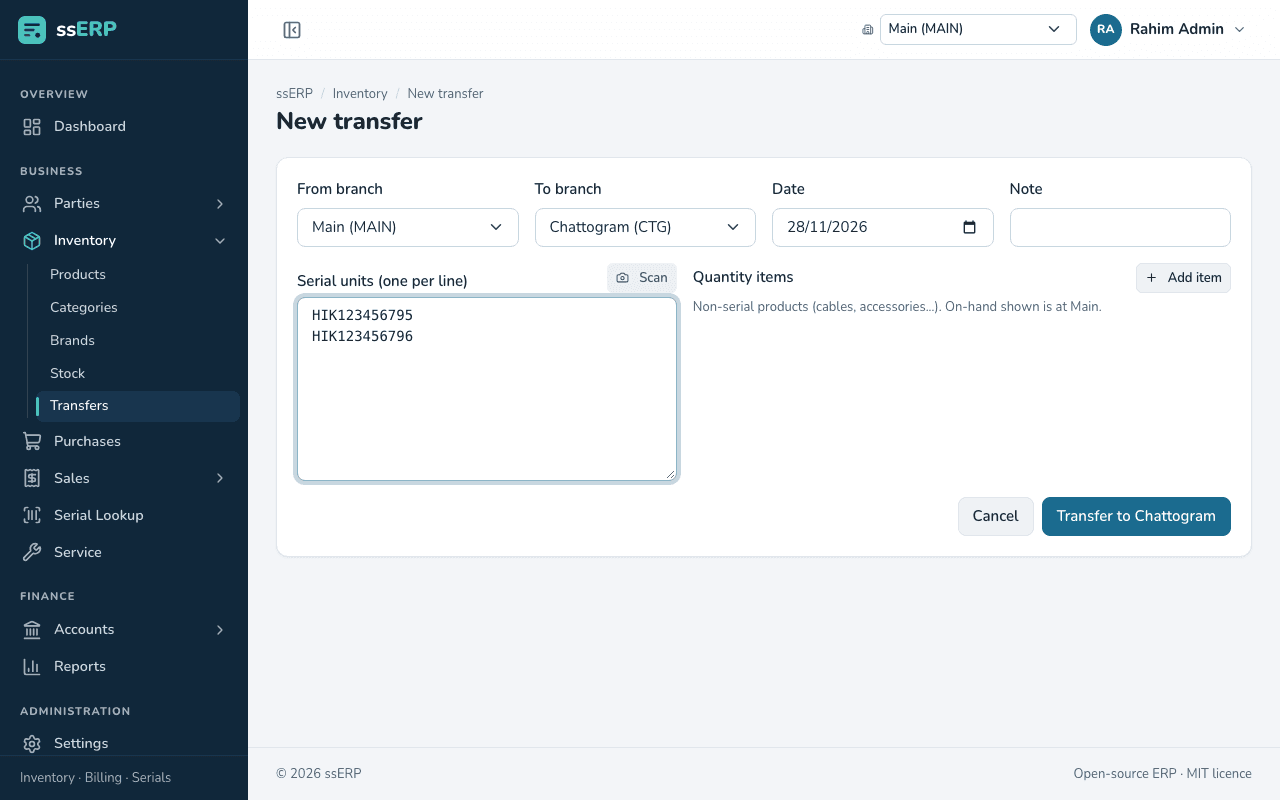 ssERP
OVERVIEW
Dashboard
BUSINESS
Parties
Inventory
Products
Categories
Brands
Stock
Transfers
Purchases
Sales
Serial Lookup
Service
FINANCE
Accounts
Reports
ADMINISTRATION
Settings
Inventory · Billing · Serials
Main (MAIN)
RA Rahim Admin
ssERP / Inventory / New transfer
New transfer
From branch
Main (MAIN)
To branch
Chattogram (CTG)
Date
28/11/2026
Note
Serial units (one per line)
Scan
HIK123456795
HIK123456796
Quantity items
+ Add item
Non-serial products (cables, accessories...). On-hand shown is at Main.
Cancel
Transfer to Chattogram
© 2026 ssERP
Open-source ERP · MIT licence